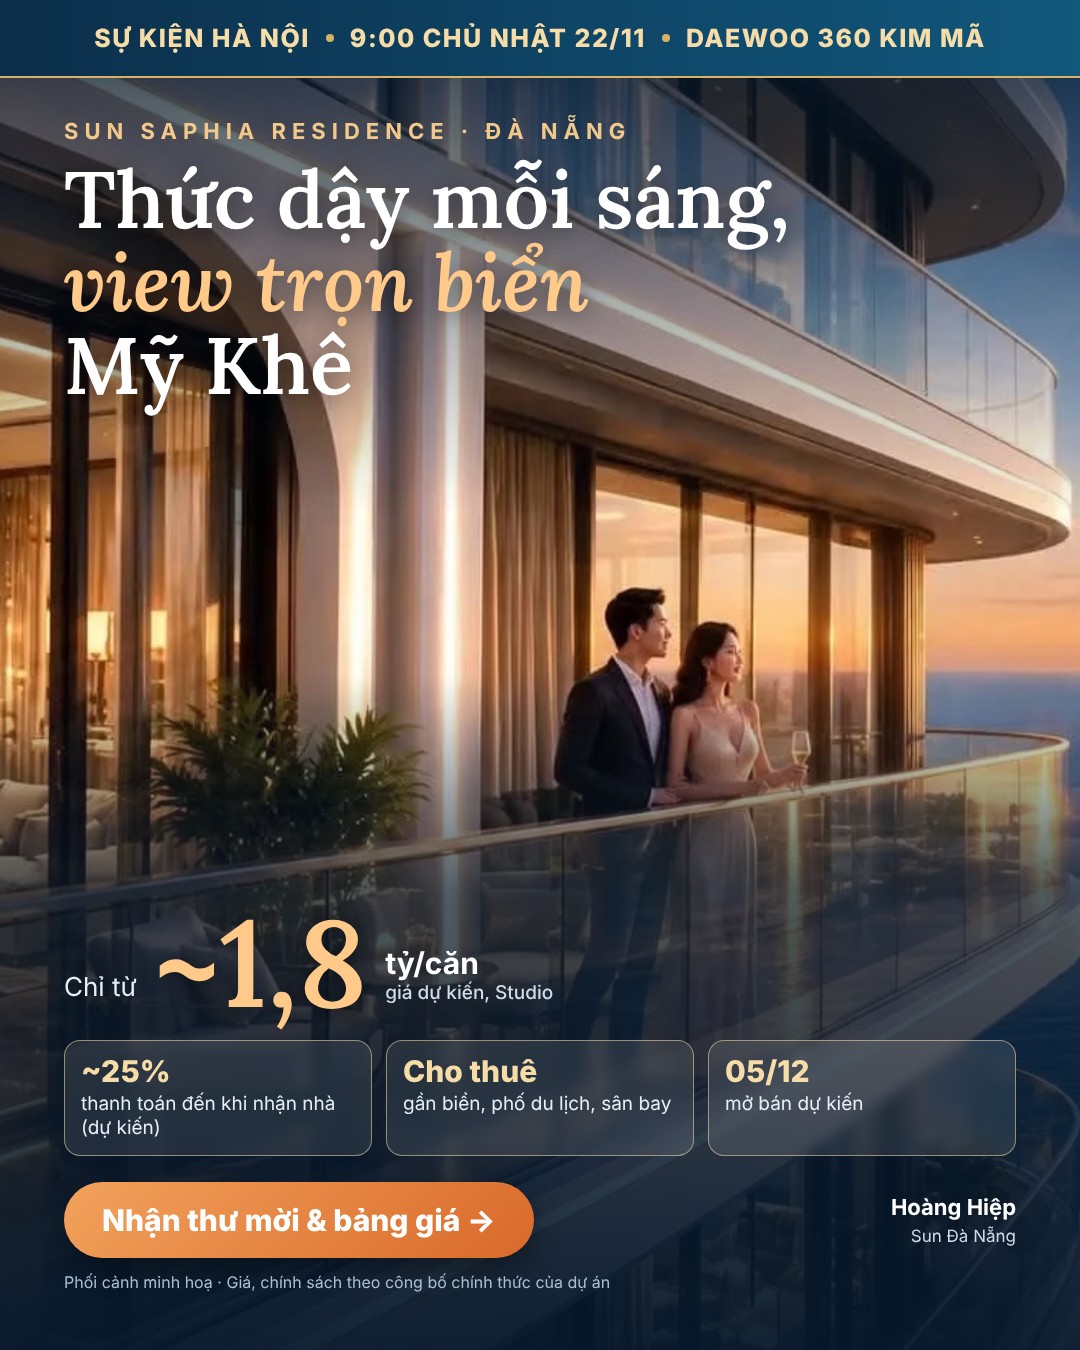 SỰ KIỆN HÀ NỘI • 9:00 CHỦ NHẬT 22/11 • DAEWOO 360 KIM MÃ
SUN SAPHIA RESIDENCE · ĐÀ NẴNG
Thức dậy mỗi sáng,
view trọn biển
Mỹ Khê
Chỉ từ ~1,8 tỷ/căn
giá dự kiến, Studio
~25%
thanh toán đến khi nhận nhà
(dự kiến)
Cho thuê
gần biển, phố du lịch, sân bay
05/12
mở bán dự kiến
Nhận thư mời & bảng giá →
Hoàng Hiệp
Sun Đà Nẵng
Phối cảnh minh hoạ · Giá, chính sách theo công bố chính thức của dự án